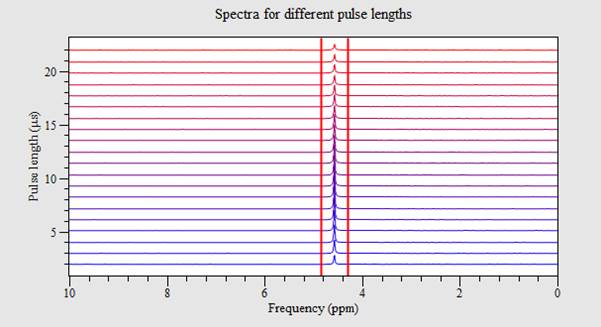 Spectra for different pulse lengths
Pulse length (μs)
20
15
10
5
10 8 6 4 2 0
Frequency (ppm)